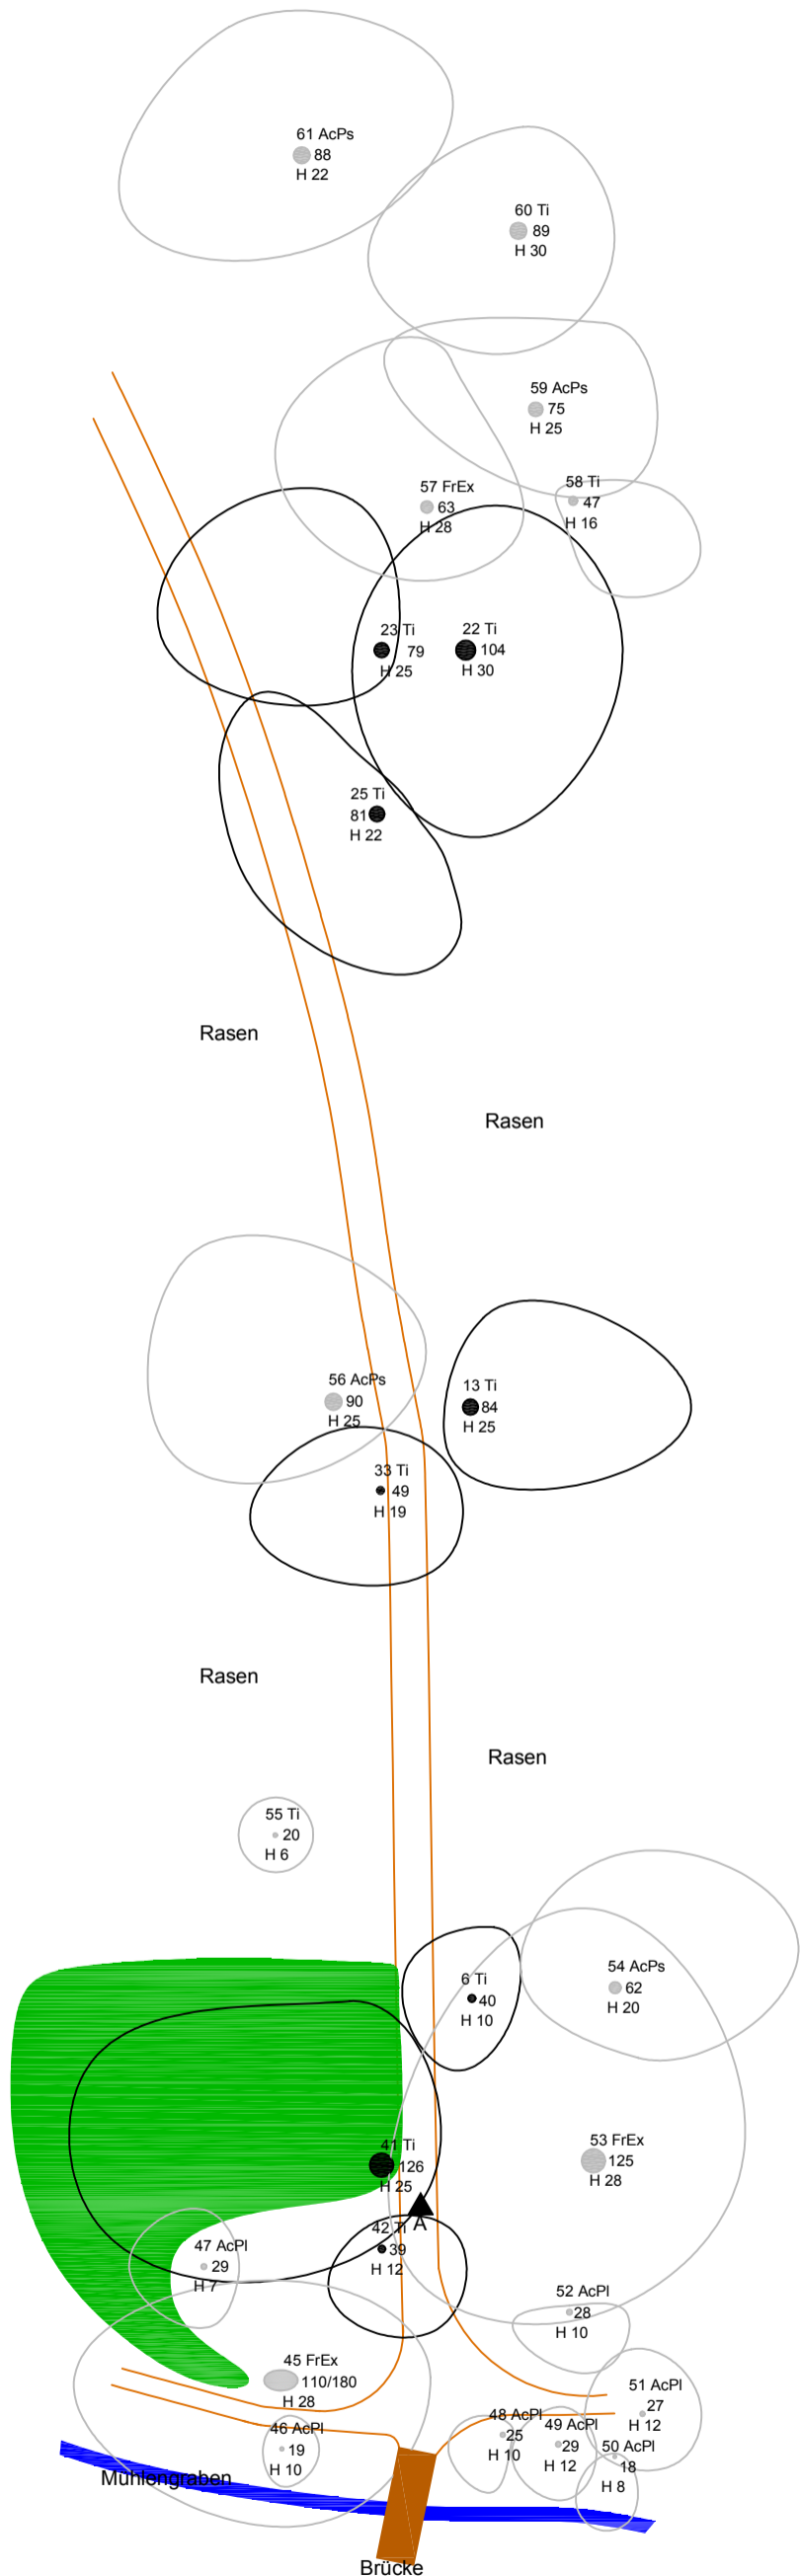 61 AcPs
88
H 22
60 Ti
89
H 30
59 AcPs
75
H 25
58 Ti
47
H 16
57 FrEx
63
H 28
23 Ti
79
H 25
22 Ti
104
H 30
25 Ti
81
H 22
Rasen
Rasen
56 AcPs
90
H 25
13 Ti
84
H 25
33 Ti
49
H 19
Rasen
Rasen
55 Ti
20
H 6
6 Ti
40
H 10
54 AcPs
62
H 20
41 Ti
126
H 25
53 FrEx
125
H 28
A
42 Ti
39
H 12
47 AcPl
29
H 7
52 AcPl
28
H 10
45 FrEx
110/180
H 28
51 AcPl
27
H 12
46 AcPl
19
H 10
48 AcPl
25
H 10
49 AcPl
29
H 12
50 AcPl
18
H 8
Mühlengraben
Brücke